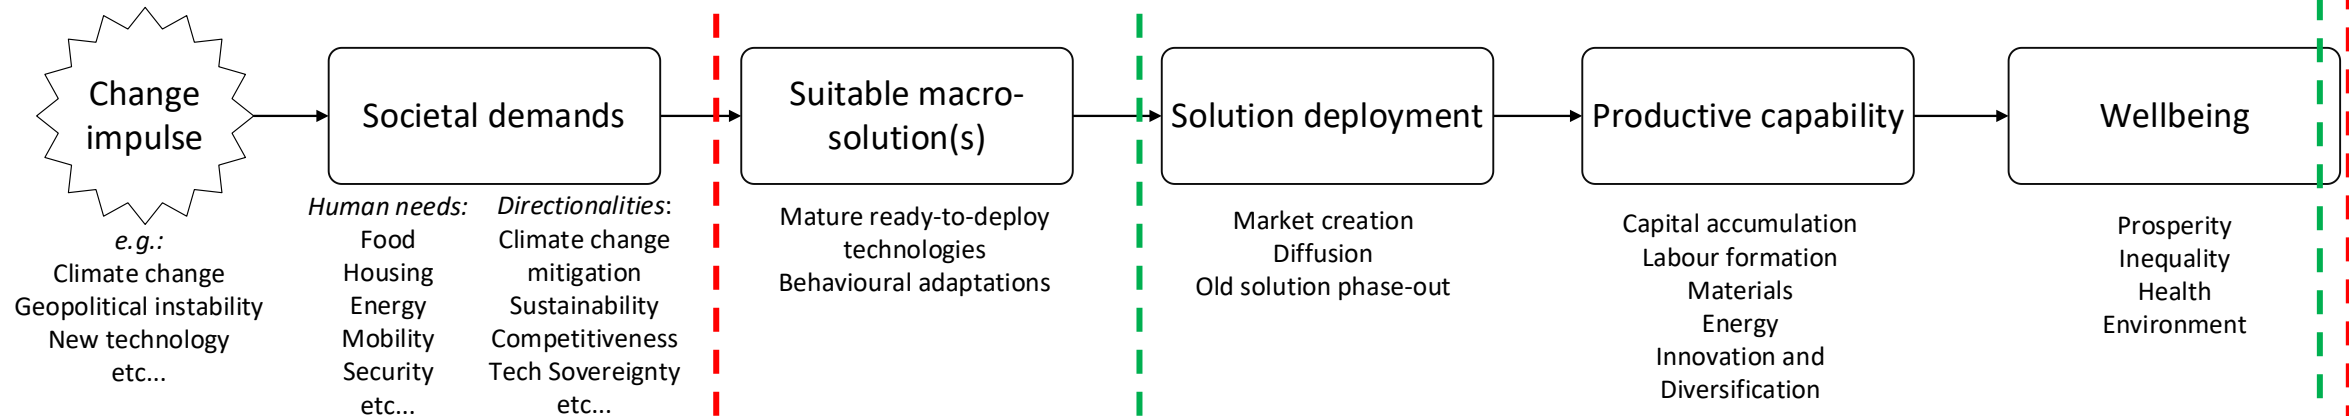 Change
impulse
e.g.:
Climate change
Geopolitical instability
New technology
etc...
Societal demands
Human needs:
Food
Housing
Energy
Mobility
Security
etc...
Directionalities:
Climate change
mitigation
Sustainability
Competitiveness
Tech Sovereignty
etc...
Suitable macro-
solution(s)
Mature ready-to-deploy
technologies
Behavioural adaptations
Solution deployment
Market creation
Diffusion
Old solution phase-out
Productive capability
Capital accumulation
Labour formation
Materials
Energy
Innovation and
Diversification
Wellbeing
Prosperity
Inequality
Health
Environment